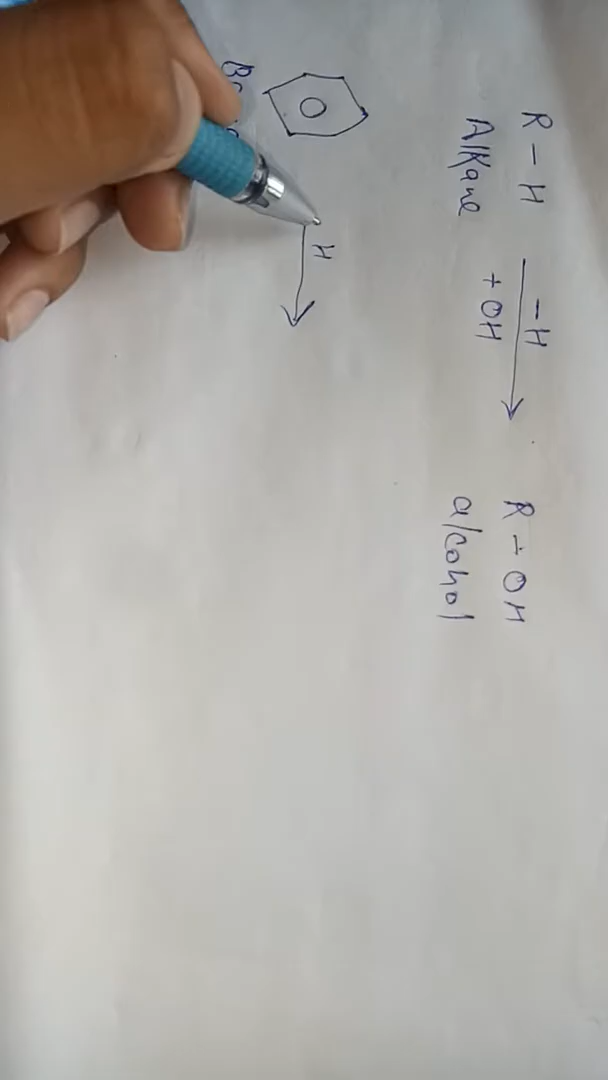 R – H –H R – OH
Alkane + OH alcohol
H